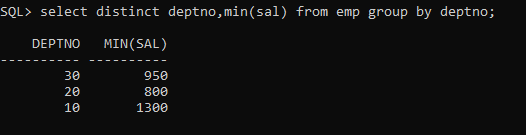 SQL> select distinct deptno,min(sal) from emp group by deptno;
DEPTNO MIN(SAL)
---------- ----------
30 950
20 800
10 1300